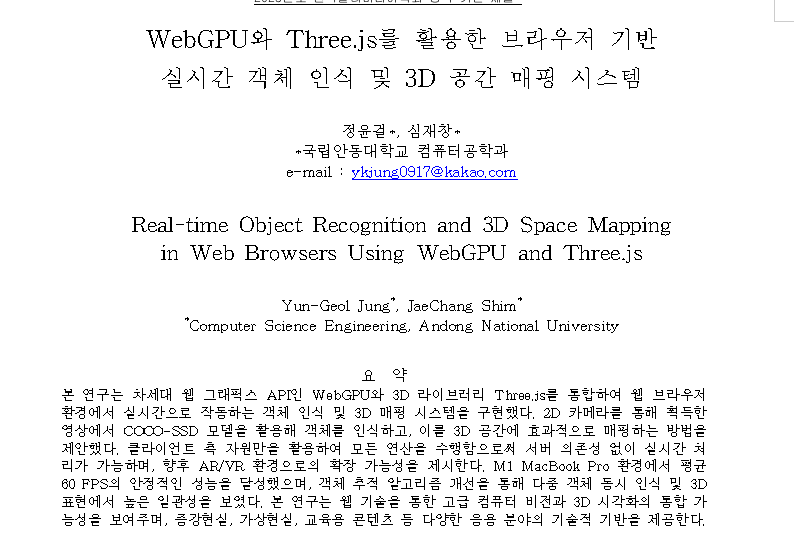 WebGPU와 Three.js를 활용한 브라우저 기반
실시간 객체 인식 및 3D 공간 매핑 시스템
정윤걸*, 심재창*
*국립안동대학교 컴퓨터공학과
e-mail : ykjung0917@kakao.com
Real-time Object Recognition and 3D Space Mapping
in Web Browsers Using WebGPU and Three.js
Yun-Geol Jung*, JaeChang Shim*
*Computer Science Engineering, Andong National University
요 약
본 연구는 차세대 웹 그래픽스 API인 WebGPU와 3D 라이브러리 Three.js를 통합하여 웹 브라우저
환경에서 실시간으로 작동하는 객체 인식 및 3D 매핑 시스템을 구현했다. 2D 카메라를 통해 획득한
영상에서 COCO-SSD 모델을 활용해 객체를 인식하고, 이를 3D 공간에 효과적으로 매핑하는 방법을
제안했다. 클라이언트 측 자원만을 활용하여 모든 연산을 수행함으로써 서버 의존성 없이 실시간 처
리가 가능하며, 향후 AR/VR 환경으로의 확장 가능성을 제시한다. M1 MacBook Pro 환경에서 평균
60 FPS의 안정적인 성능을 달성했으며, 객체 추적 알고리즘 개선을 통해 다중 객체 동시 인식 및 3D
표현에서 높은 일관성을 보였다. 본 연구는 웹 기술을 통한 고급 컴퓨터 비전과 3D 시각화의 통합 가
능성을 보여주며, 증강현실, 가상현실, 교육용 콘텐츠 등 다양한 응용 분야의 기술적 기반을 제공한다.